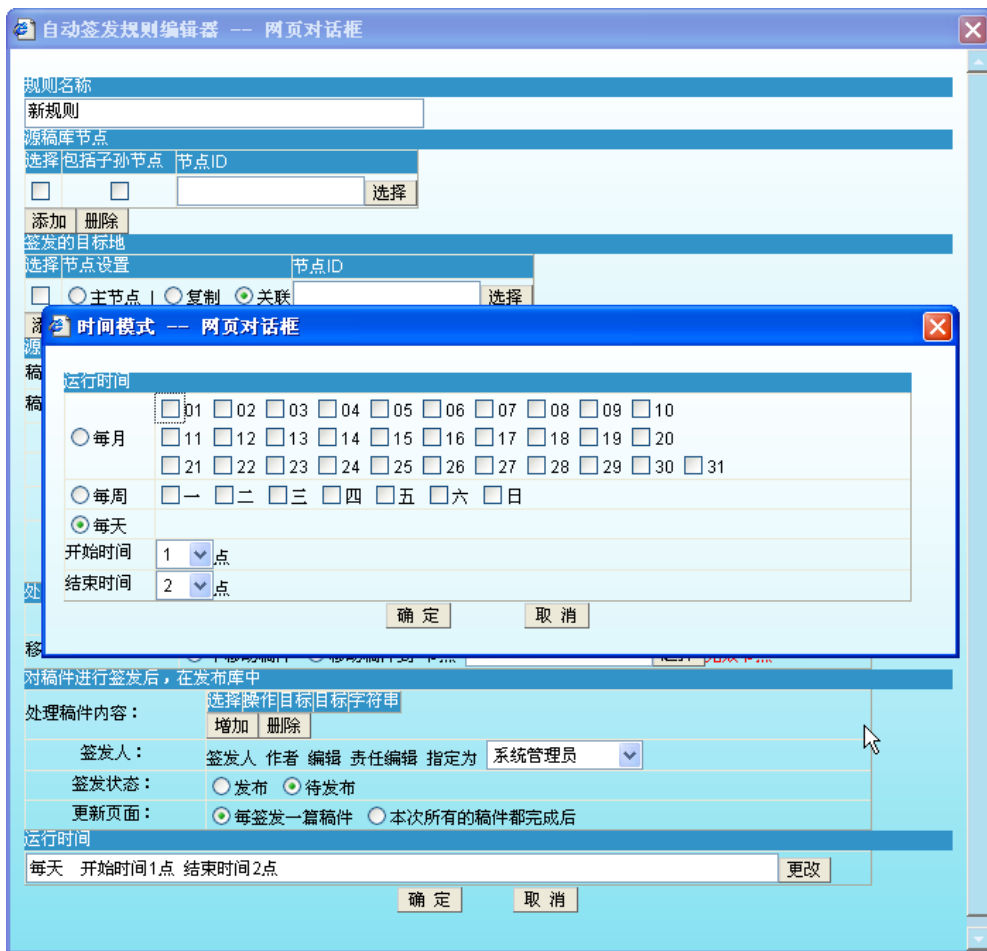 自动签发规则编辑器 -- 网页对话框
规则名称
新规则
源稿库节点
选择 包括子孙节点 节点ID
选择
添加 删除
签发的目标地
选择 节点设置 节点ID
主节点 | 复制 关联 选择
时间模式 -- 网页对话框
源
稿
稿
运行时间
01 02 03 04 05 06 07 08 09 10
每月 11 12 13 14 15 16 17 18 19 20
21 22 23 24 25 26 27 28 29 30 31
每周 一 二 三 四 五 六 日
每天
开始时间 1 点
结束时间 2 点
确 定 取 消
处
移
对稿件进行签发后，在发布库中
选择 操作 目标 目标字符串
处理稿件内容：
增加 删除
签发人： 签发人 作者 编辑 责任编辑 指定为 系统管理员
签发状态： 发布 待发布
更新页面： 每签发一篇稿件 本次所有的稿件都完成后
运行时间
每天 开始时间1点 结束时间2点 更改
确 定 取 消